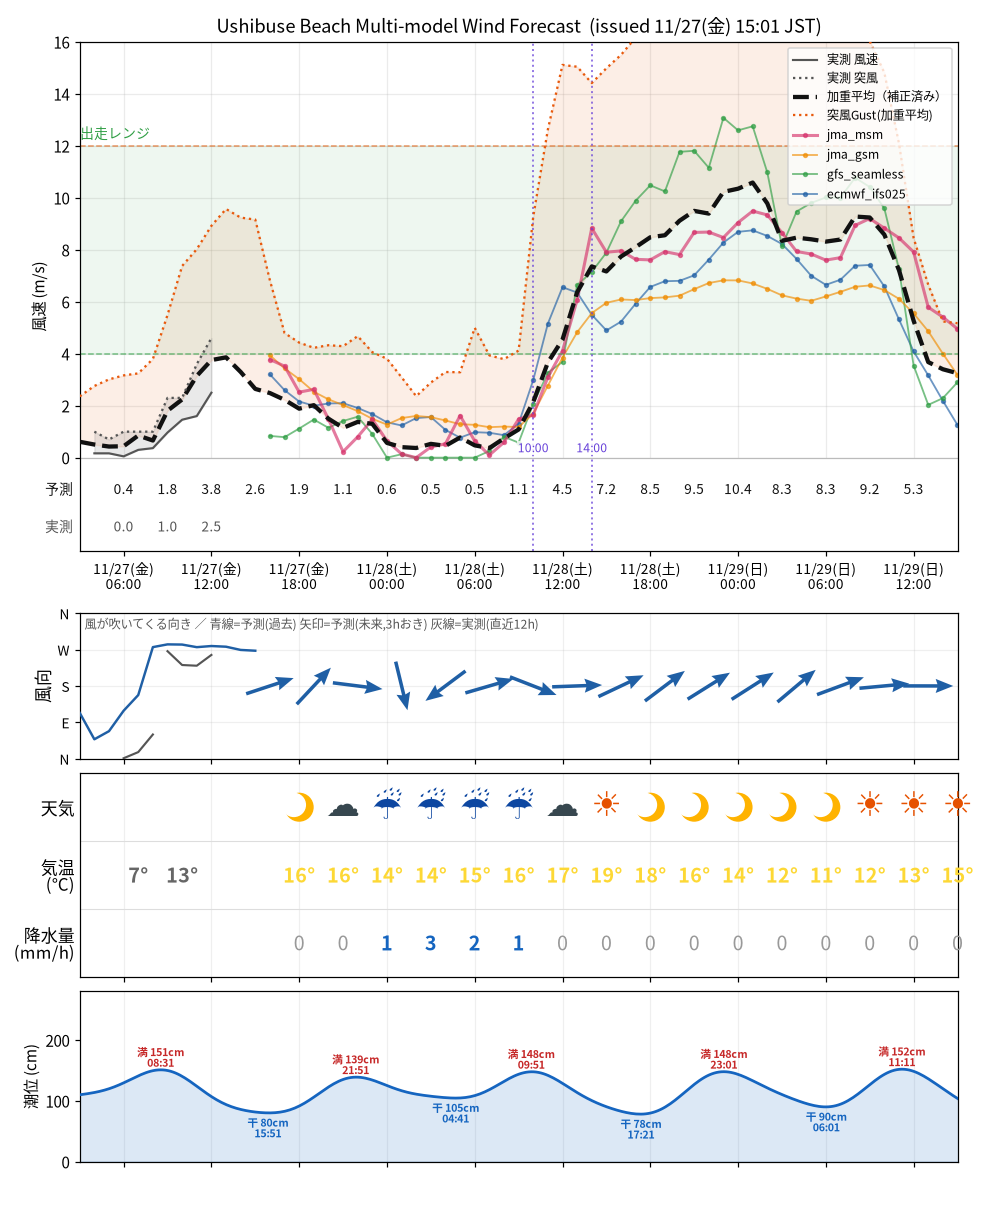 Ushibuse Beach Multi-model Wind Forecast (issued 11/27(金) 15:01 JST)
16
14
12
10
8
6
4
2
0
風速 (m/s)
出走レンジ
実測 風速
実測 突風
加重平均（補正済み）
突風Gust(加重平均)
jma_msm
jma_gsm
gfs_seamless
ecmwf_ifs025
10:00 14:00
予測 0.4 1.8 3.8 2.6 1.9 1.1 0.6 0.5 0.5 1.1 4.5 7.2 8.5 9.5 10.4 8.3 8.3 9.2 5.3
実測 0.0 1.0 2.5
11/27(金) 11/27(金) 11/27(金) 11/28(土) 11/28(土) 11/28(土) 11/28(土) 11/29(日) 11/29(日) 11/29(日)
06:00 12:00 18:00 00:00 06:00 12:00 18:00 00:00 06:00 12:00
風向
N
W
S
E
N
風が吹いてくる向き ／ 青線=予測(過去) 矢印=予測(未来,3hおき) 灰線=実測(直近12h)
天気
気温
(°C)
7° 13° 16° 16° 14° 14° 15° 16° 17° 19° 18° 16° 14° 12° 11° 12° 13° 15°
降水量
(mm/h)
0 0 1 3 2 1 0 0 0 0 0 0 0 0 0 0
潮位 (cm)
200
100
0
満 151cm
08:31
干 80cm
15:51
満 139cm
21:51
干 105cm
04:41
満 148cm
09:51
干 78cm
17:21
満 148cm
23:01
干 90cm
06:01
満 152cm
11:11